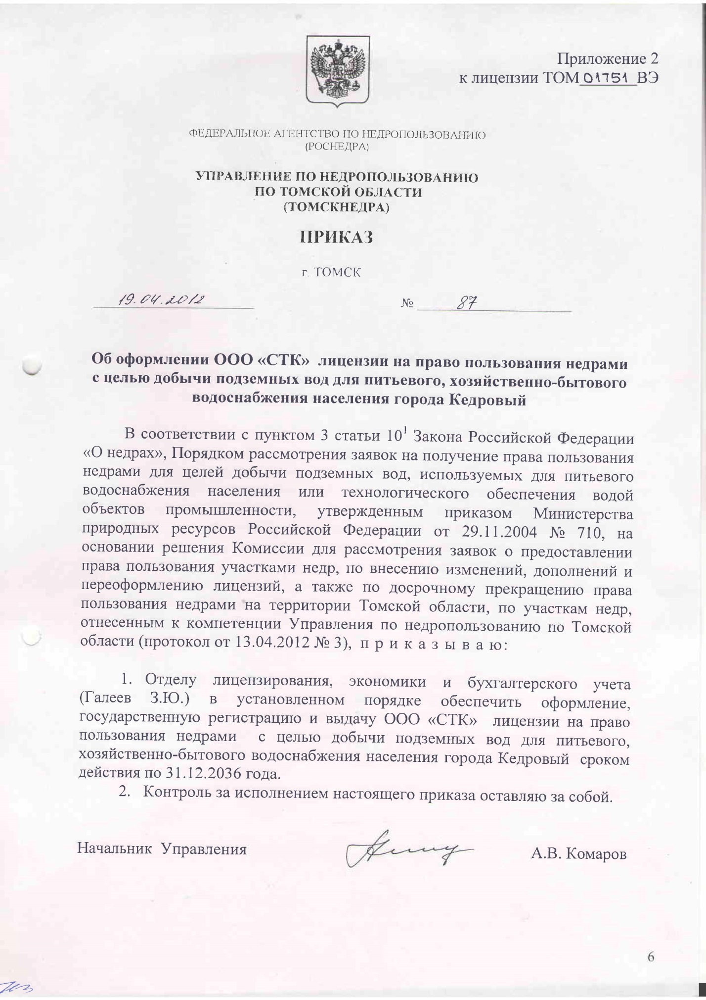 Приложение 2
к лицензии ТОМ 01751 ВЭ
ФЕДЕРАЛЬНОЕ АГЕНТСТВО ПО НЕДРОПОЛЬЗОВАНИЮ
(РОСНЕДРА)
УПРАВЛЕНИЕ ПО НЕДРОПОЛЬЗОВАНИЮ
ПО ТОМСКОЙ ОБЛАСТИ
(ТОМСКНЕДРА)
ПРИКАЗ
г. ТОМСК
19.04.2012 № 87
Об оформлении ООО «СТК» лицензии на право пользования недрами
с целью добычи подземных вод для питьевого, хозяйственно-бытового
водоснабжения населения города Кедровый
В соответствии с пунктом 3 статьи 10¹ Закона Российской Федерации
«О недрах», Порядком рассмотрения заявок на получение права пользования
недрами для целей добычи подземных вод, используемых для питьевого
водоснабжения населения или технологического обеспечения водой
объектов промышленности, утвержденным приказом Министерства
природных ресурсов Российской Федерации от 29.11.2004 № 710, на
основании решения Комиссии для рассмотрения заявок о предоставлении
права пользования участками недр, по внесению изменений, дополнений и
переоформлению лицензий, а также по досрочному прекращению права
пользования недрами на территории Томской области, по участкам недр,
отнесенным к компетенции Управления по недропользованию по Томской
области (протокол от 13.04.2012 № 3), п р и к а з ы в а ю:
1. Отделу лицензирования, экономики и бухгалтерского учета
(Галеев З.Ю.) в установленном порядке обеспечить оформление,
государственную регистрацию и выдачу ООО «СТК» лицензии на право
пользования недрами с целью добычи подземных вод для питьевого,
хозяйственно-бытового водоснабжения населения города Кедровый сроком
действия по 31.12.2036 года.
2. Контроль за исполнением настоящего приказа оставляю за собой.
Начальник Управления А.В. Комаров
6